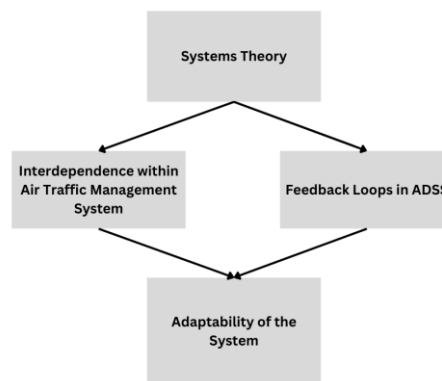 Systems Theory
Interdependence within
Air Traffic Management
System
Feedback Loops in ADSS
Adaptability of the
System